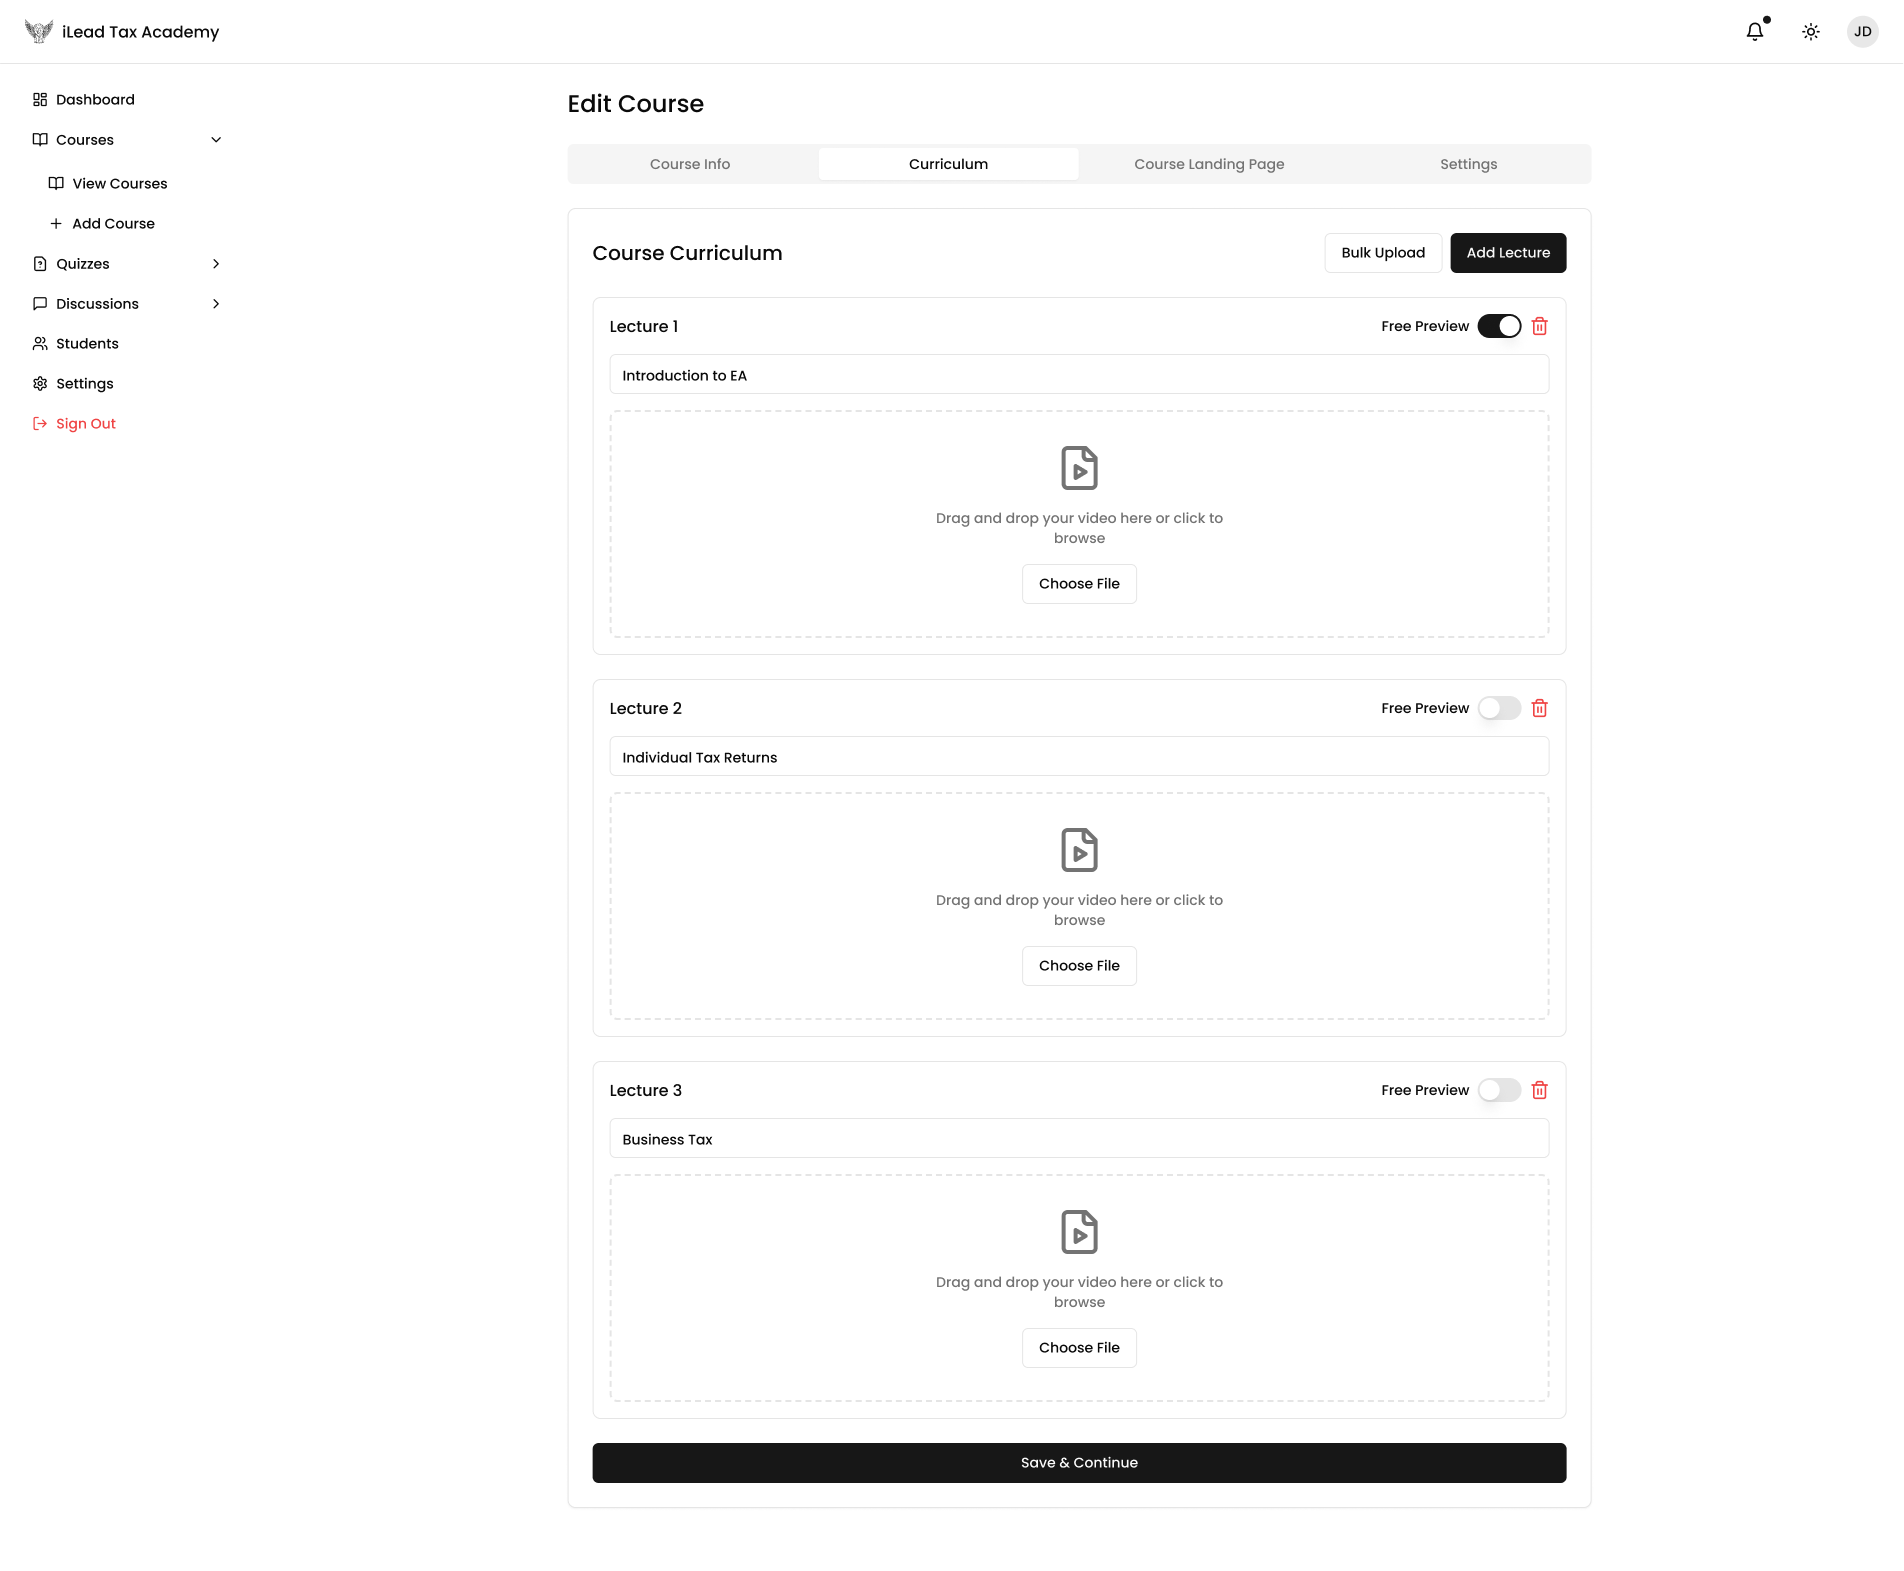 iLead Tax Academy
JD
Dashboard
Courses
View Courses
Add Course
Quizzes
Discussions
Students
Settings
Sign Out
Edit Course
Course Info
Curriculum
Course Landing Page
Settings
Course Curriculum
Bulk Upload
Add Lecture
Lecture 1
Free Preview
Introduction to EA
Drag and drop your video here or click to
browse
Choose File
Lecture 2
Free Preview
Individual Tax Returns
Drag and drop your video here or click to
browse
Choose File
Lecture 3
Free Preview
Business Tax
Drag and drop your video here or click to
browse
Choose File
Save & Continue